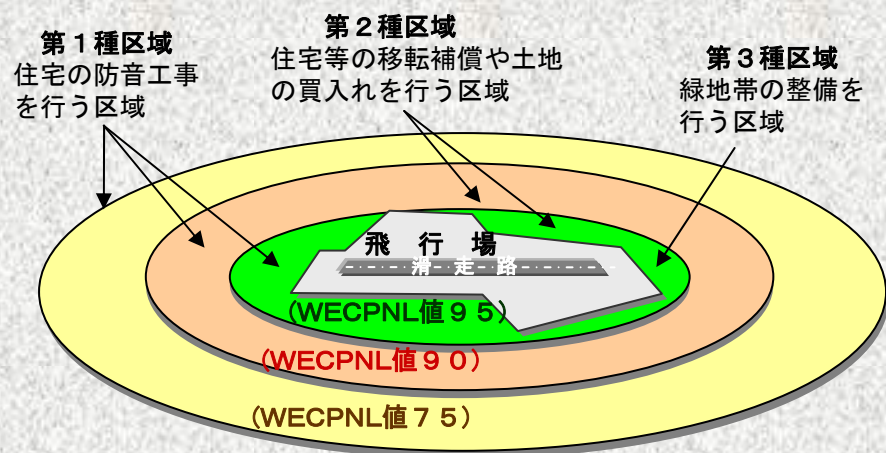 第１種区域
住宅の防音工事
を行う区域
第２種区域
住宅等の移転補償や土地
の買入れを行う区域
第３種区域
緑地帯の整備を
行う区域
飛　行　場
滑　走　路
(WECPNL値９５)
(WECPNL値９０)
(WECPNL値７５)